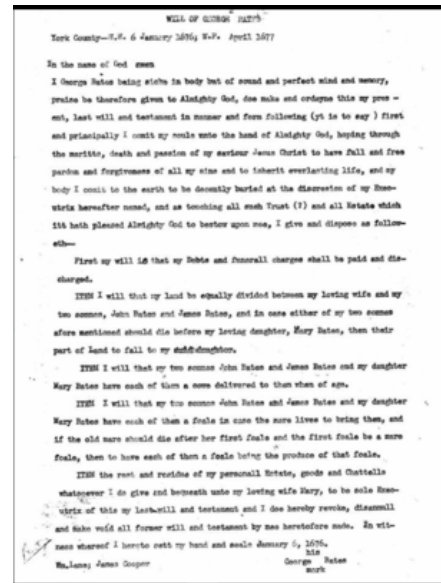 WILL OF GEORGE BATES
York County—W.W. 6 January 1676; W.P. April 1677
In the name of God amen
I George Bates being sicke in body but of sound and perfect mind and memory,
praise be therefore given to Almighty God, doe make and ordayne this my pres –
ent, last will and testament in manner and form following (yt is to say ) first
and principally I comit my soule unto the hand of Almighty God, hoping through
the meritts, death and passion of my saviour Jesus Christ to have full and free
pardon and forgiveness of all my sins and to inherit everlasting life, and my
body I comit to the earth to be decently buried at the discreston of my Exec-
utrix hereafter named, and as touching all such Trust (?) and all Estate which
itt hath pleased Almighty God to bestow upon mee, I give and dispose as follow-
eth—
First my will is that my Debts and funerall charges shall be paid and dis-
charged.
ITEM I will that my land be equally divided between my loving wife and my
two sonnes, John Bates and James Bates, and in case either of my two sonnes
afore mentioned should die before my loving daughter, Mary Bates, then their
part of Land to fall to my daughter.
ITEM I will that my two sonnes John Bates and James Bates and my daughter
Mary Bates have each of them a cowe delivered to them when of age.
ITEM I will that my two sonnes John Bates and James Bates and my daughter
Mary Bates have each of them a foale in case the mare lives to bring them, and
if the old mare should die after her first foale and the first foale be a mare
foale, then to have each of them a foale being the produce of that foale.
ITEM the rest and residue of my personall Estate, goods and Chattells
whatsoever I do give and bequeath unto my loving wife Mary, to be sole Exec-
utrix of this my last will and testament and I doe hereby revoke, disannull
and make void all former will and testament by mee heretofore made. In wit-
ness whereof I hereto sett my hand and seale January 6, 1676.
his
Wm.Lane; James Cooper George Bates
mark